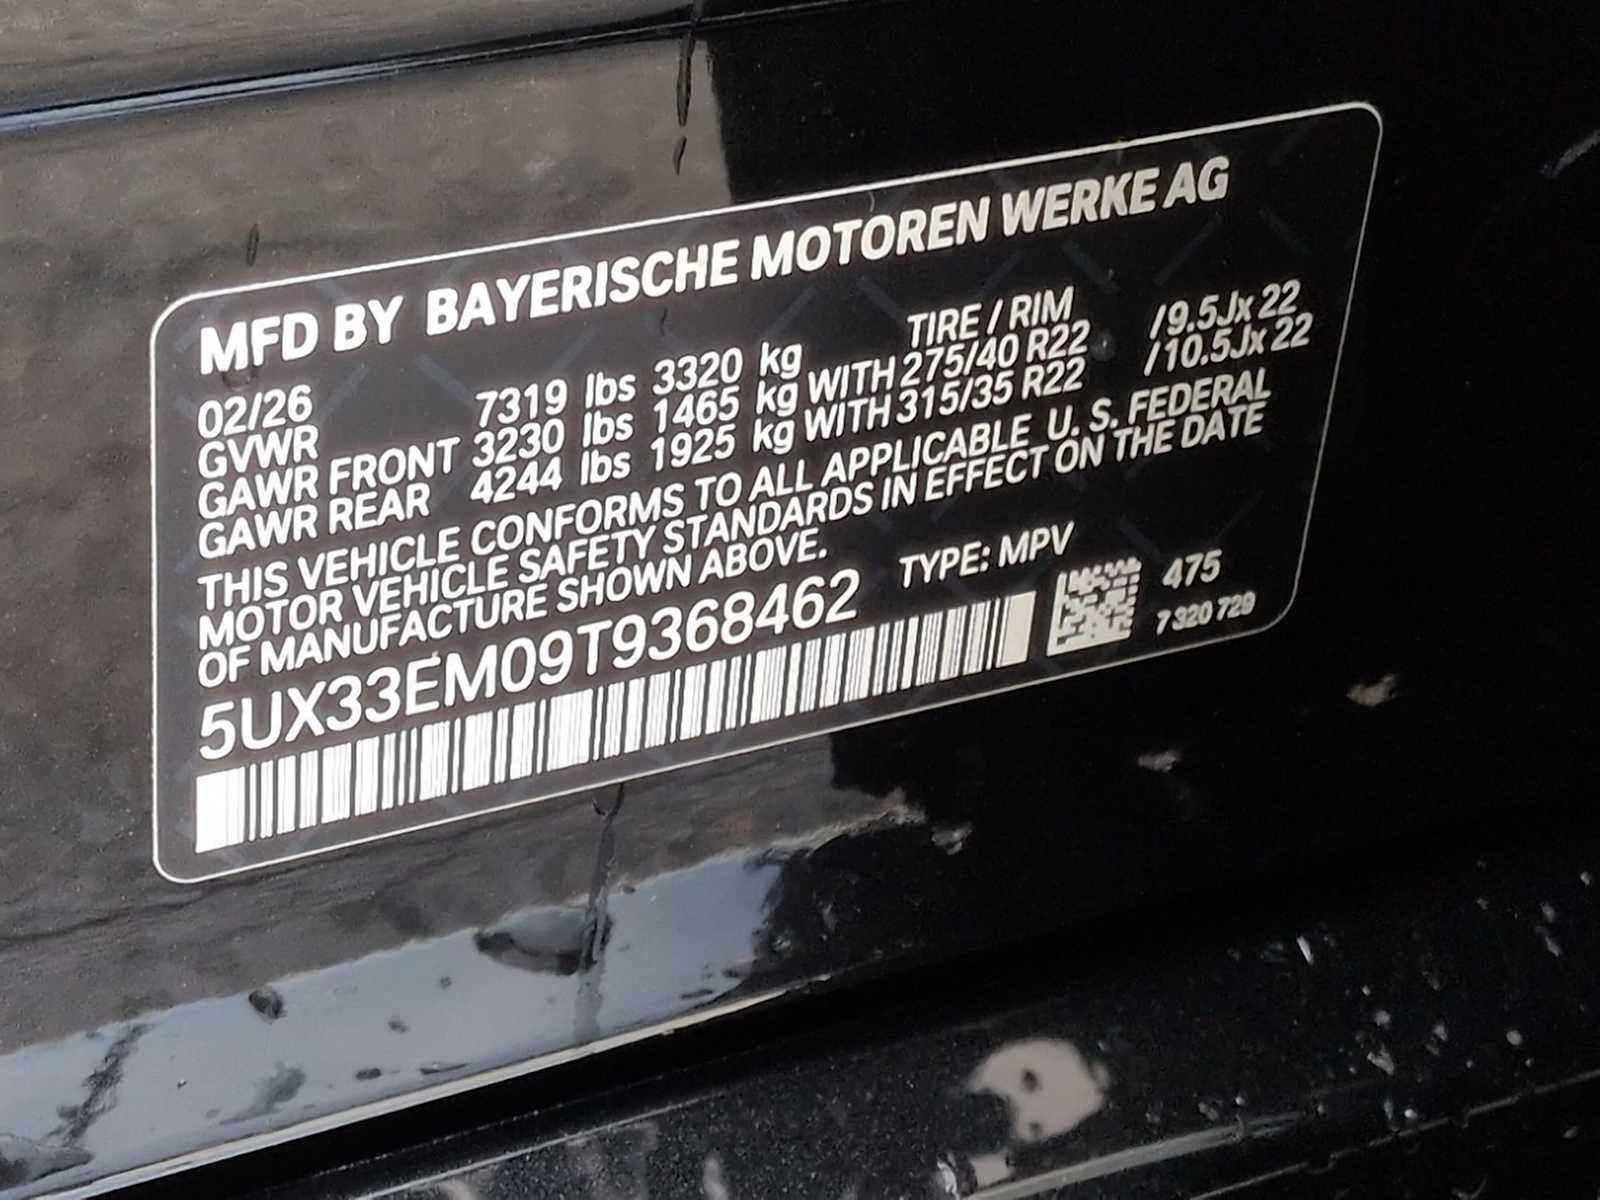 MFD BY BAYERISCHE MOTOREN WERKE AG
02/26 TIRE / RIM
GVWR 7319 lbs 3320 kg
GAWR FRONT 3230 lbs 1465 kg WITH 275/40 R22 /9.5Jx 22
GAWR REAR 4244 lbs 1925 kg WITH 315/35 R22 /10.5Jx 22
THIS VEHICLE CONFORMS TO ALL APPLICABLE U. S. FEDERAL
MOTOR VEHICLE SAFETY STANDARDS IN EFFECT ON THE DATE
OF MANUFACTURE SHOWN ABOVE.
5UX33EM09T9368462 TYPE: MPV
475
7 320 729